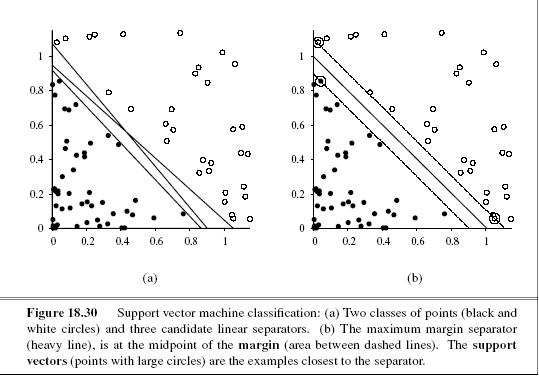 1
0.8
0.6
0.4
0.2
0
0 0.2 0.4 0.6 0.8 1
(a)
1
0.8
0.6
0.4
0.2
0
0 0.2 0.4 0.6 0.8 1
(b)
Figure 18.30 Support vector machine classification: (a) Two classes of points (black and
white circles) and three candidate linear separators. (b) The maximum margin separator
(heavy line), is at the midpoint of the margin (area between dashed lines). The support
vectors (points with large circles) are the examples closest to the separator.